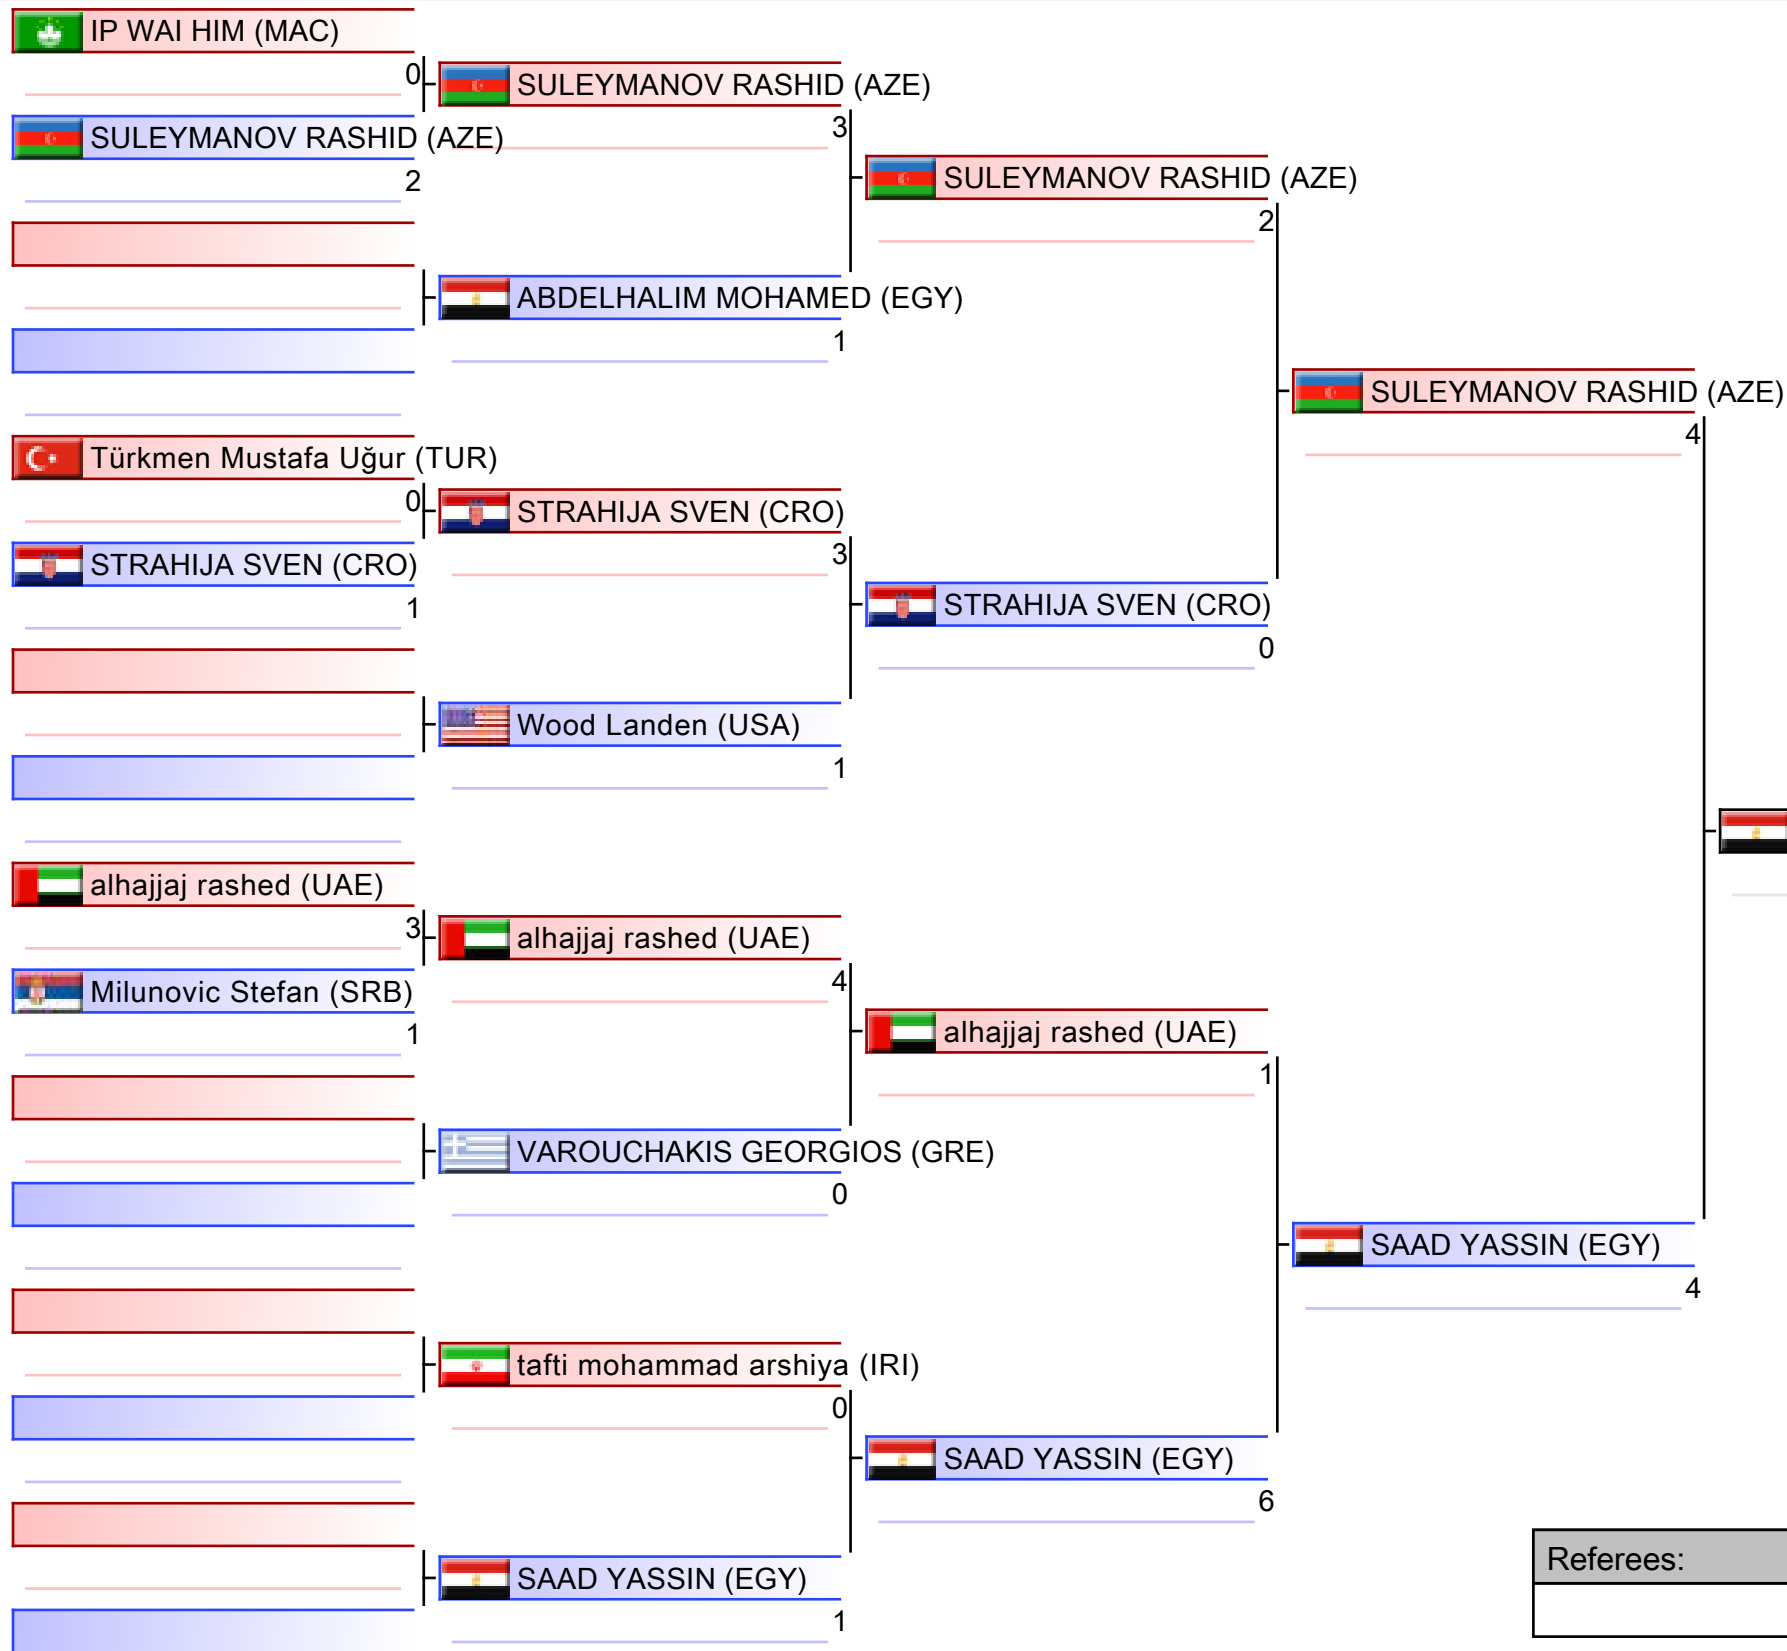 IP WAI HIM (MAC)
0
SULEYMANOV RASHID (AZE)
2
Türkmen Mustafa Uğur (TUR)
0
STRAHIJA SVEN (CRO)
1
alhajjaj rashed (UAE)
3
Milunovic Stefan (SRB)
1
SULEYMANOV RASHID (AZE)
3
ABDELHALIM MOHAMED (EGY)
1
STRAHIJA SVEN (CRO)
3
Wood Landen (USA)
1
alhajjaj rashed (UAE)
4
VAROUCHAKIS GEORGIOS (GRE)
0
tafti mohammad arshiya (IRI)
0
SAAD YASSIN (EGY)
1
SULEYMANOV RASHID (AZE)
2
STRAHIJA SVEN (CRO)
0
alhajjaj rashed (UAE)
1
SAAD YASSIN (EGY)
6
SULEYMANOV RASHID (AZE)
4
SAAD YASSIN (EGY)
4
Referees: